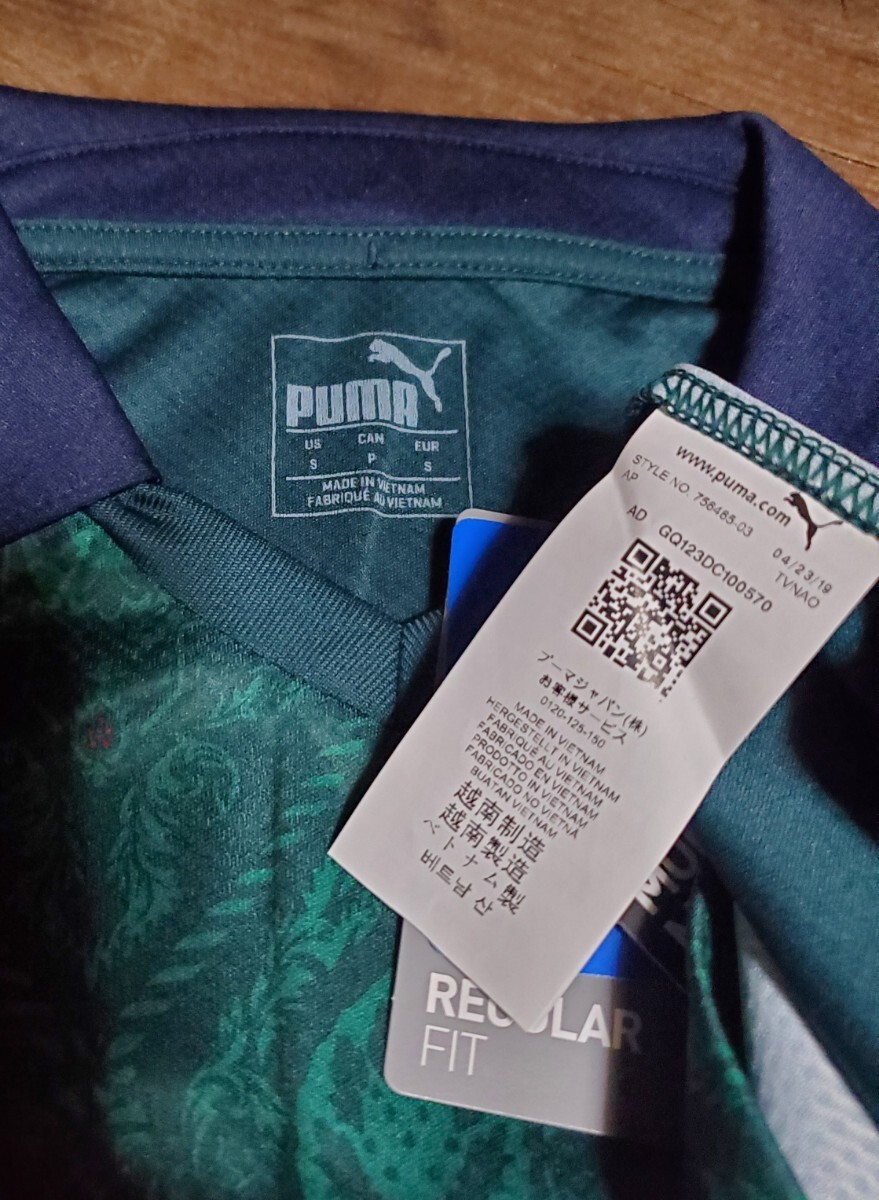 PUMA
US CAN EUR
S P S
MADE IN VIETNAM
FABRIQUÉ AU VIETNAM
www.puma.com
STYLE NO. 756485-03 04/23/19
AP TVNAO
AD GQ123DC100570
プーマジャパン(株)
お客様サービス
0120-125-150
MADE IN VIETNAM
HERGESTELLT IN VIETNAM
FABRIQUÉ AU VIETNAM
FABRICADO EN VIETNAM
PRODOTTO IN VIETNAM
FABRICADO NO VIETNA
BUATAN VIETNAM
越南制造
越南製造
ベトナム製
베트남 산
REGULAR
FIT